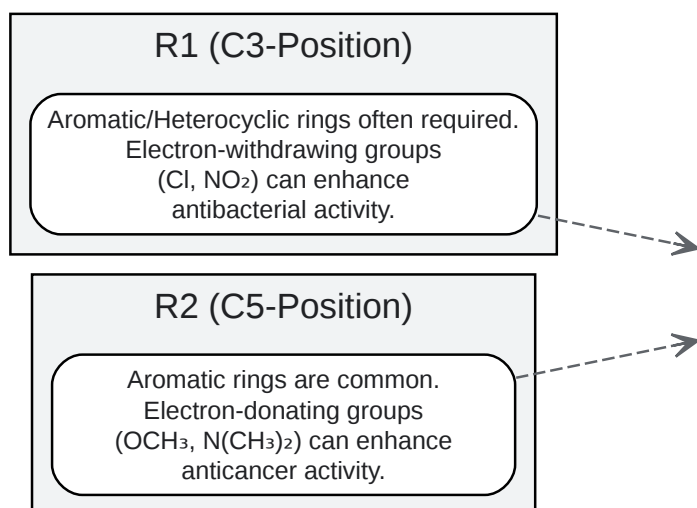 R1 (C3-Position)
Aromatic/Heterocyclic rings often required.
Electron-withdrawing groups
(Cl, NO₂) can enhance
antibacterial activity.
R2 (C5-Position)
Aromatic rings are common.
Electron-donating groups
(OCH₃, N(CH₃)₂) can enhance
anticancer activity.